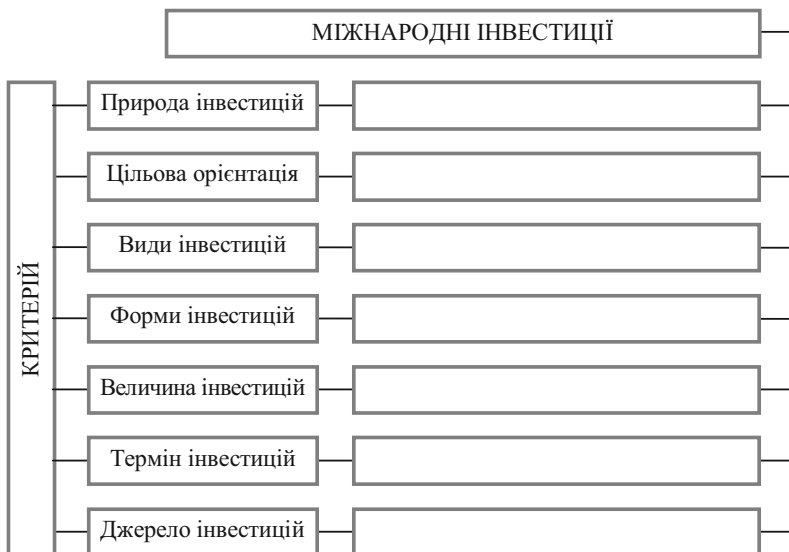 МІЖНАРОДНІ ІНВЕСТИЦІЇ
КРИТЕРІЙ
Природа інвестицій
Цільова орієнтація
Види інвестицій
Форми інвестицій
Величина інвестицій
Термін інвестицій
Джерело інвестицій